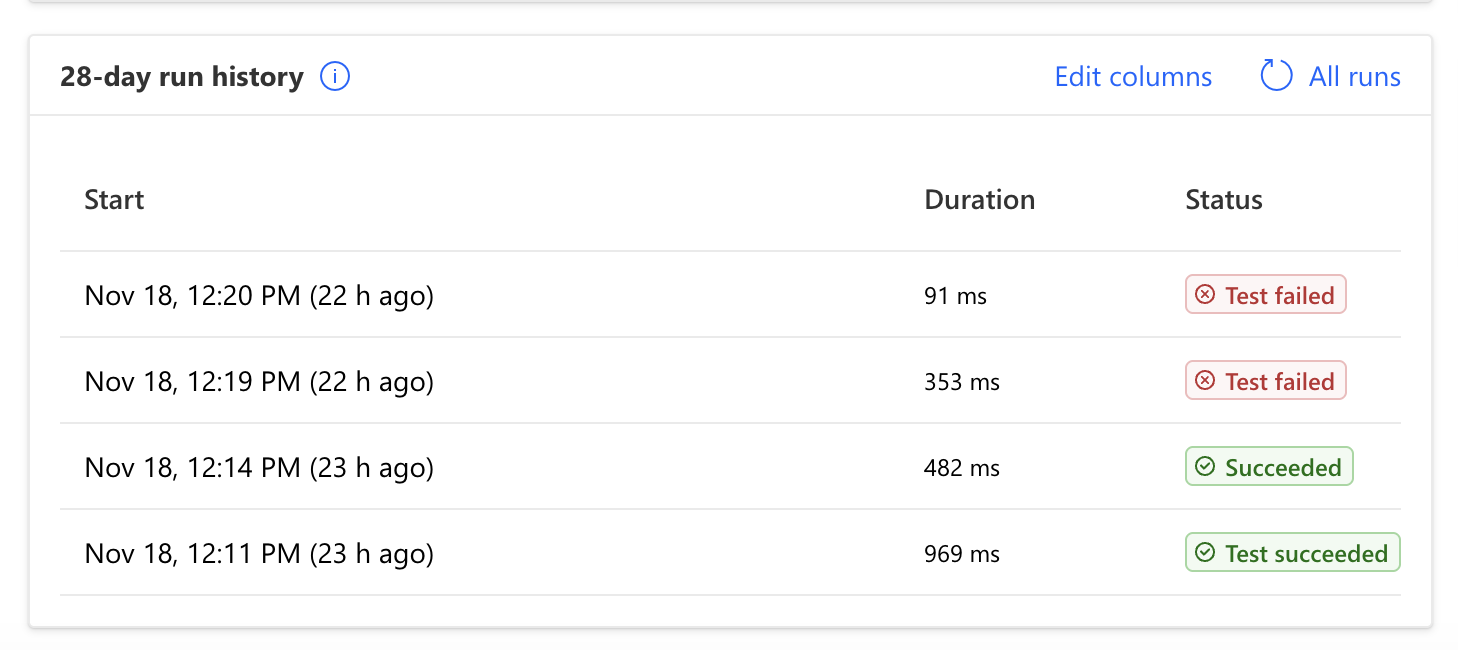 28-day run history Edit columns All runs
Start Duration Status
Nov 18, 12:20 PM (22 h ago) 91 ms Test failed
Nov 18, 12:19 PM (22 h ago) 353 ms Test failed
Nov 18, 12:14 PM (23 h ago) 482 ms Succeeded
Nov 18, 12:11 PM (23 h ago) 969 ms Test succeeded